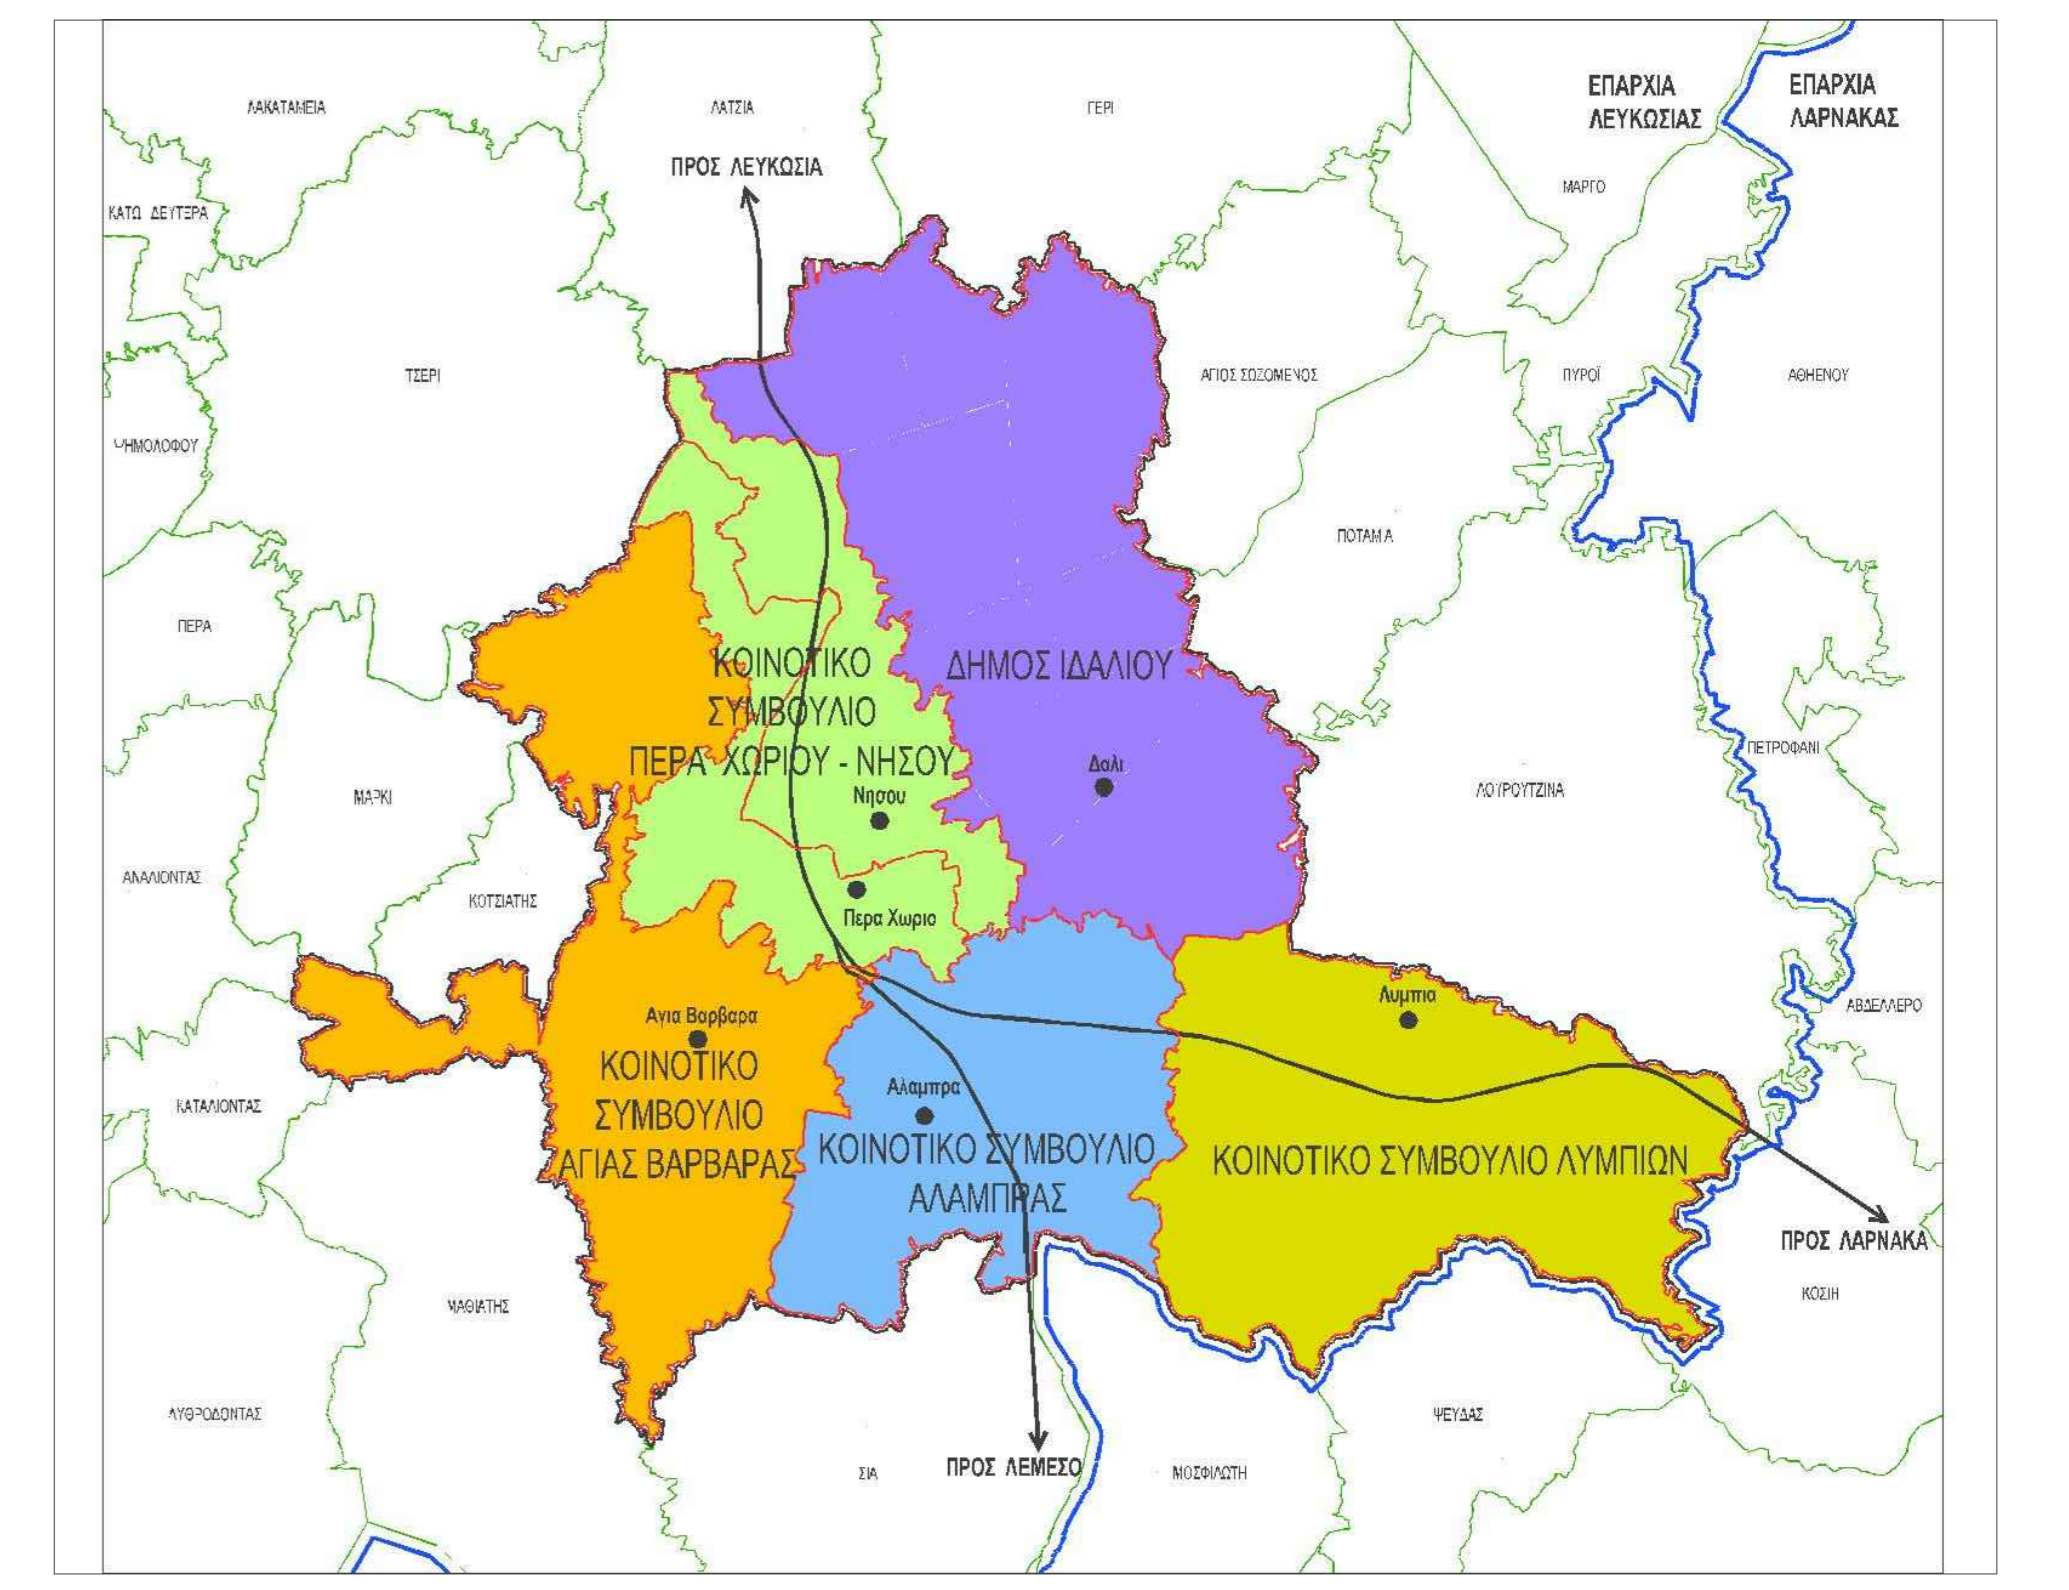 ΕΠΑΡΧΙΑ
ΛΕΥΚΩΣΙΑΣ
ΕΠΑΡΧΙΑ
ΛΑΡΝΑΚΑΣ
ΛΑΚΑΤΑΜΕΙΑ
ΛΑΤΣΙΑ
ΓΕΡΙ
ΠΡΟΣ ΛΕΥΚΩΣΙΑ
ΜΑΡΓΟ
ΚΑΤΩ ΔΕΥΤΕΡΑ
ΤΣΕΡΙ
ΑΓΙΟΣ ΣΩΖΟΜΕΝΟΣ
ΠΥΡΟΪ
ΑΘΗΕΝΟΥ
ΨΗΜΟΛΟΦΟΥ
ΠΟΤΑΜΙΑ
ΠΕΡΑ
ΚΟΙΝΟΤΙΚΟ
ΣΥΜΒΟΥΛΙΟ
ΠΕΡΑ ΧΩΡΙΟΥ - ΝΗΣΟΥ
ΔΗΜΟΣ ΙΔΑΛΙΟΥ
ΠΕΤΡΟΦΑΝΙ
Δαλι
Νησου
ΜΑΡΚΙ
ΛΟΥΡΟΥΤΖΙΝΑ
ΑΝΑΛΙΟΝΤΑΣ
ΚΟΤΣΙΑΤΗΣ
Περα Χωριο
Λυμπια
ΑΒΔΕΛΛΕΡΟ
Αγια Βαρβαρα
ΚΟΙΝΟΤΙΚΟ
ΣΥΜΒΟΥΛΙΟ
ΑΓΙΑΣ ΒΑΡΒΑΡΑΣ
Αλαμπρα
ΚΟΙΝΟΤΙΚΟ ΣΥΜΒΟΥΛΙΟ
ΑΛΑΜΠΡΑΣ
ΚΟΙΝΟΤΙΚΟ ΣΥΜΒΟΥΛΙΟ ΛΥΜΠΙΩΝ
ΚΑΤΑΛΙΟΝΤΑΣ
ΠΡΟΣ ΛΑΡΝΑΚΑ
ΚΟΣΙΗ
ΜΑΘΙΑΤΗΣ
ΛΥΘΡΟΔΟΝΤΑΣ
ΨΕΥΔΑΣ
ΣΙΑ
ΠΡΟΣ ΛΕΜΕΣΟ
ΜΟΣΦΙΛΩΤΗ